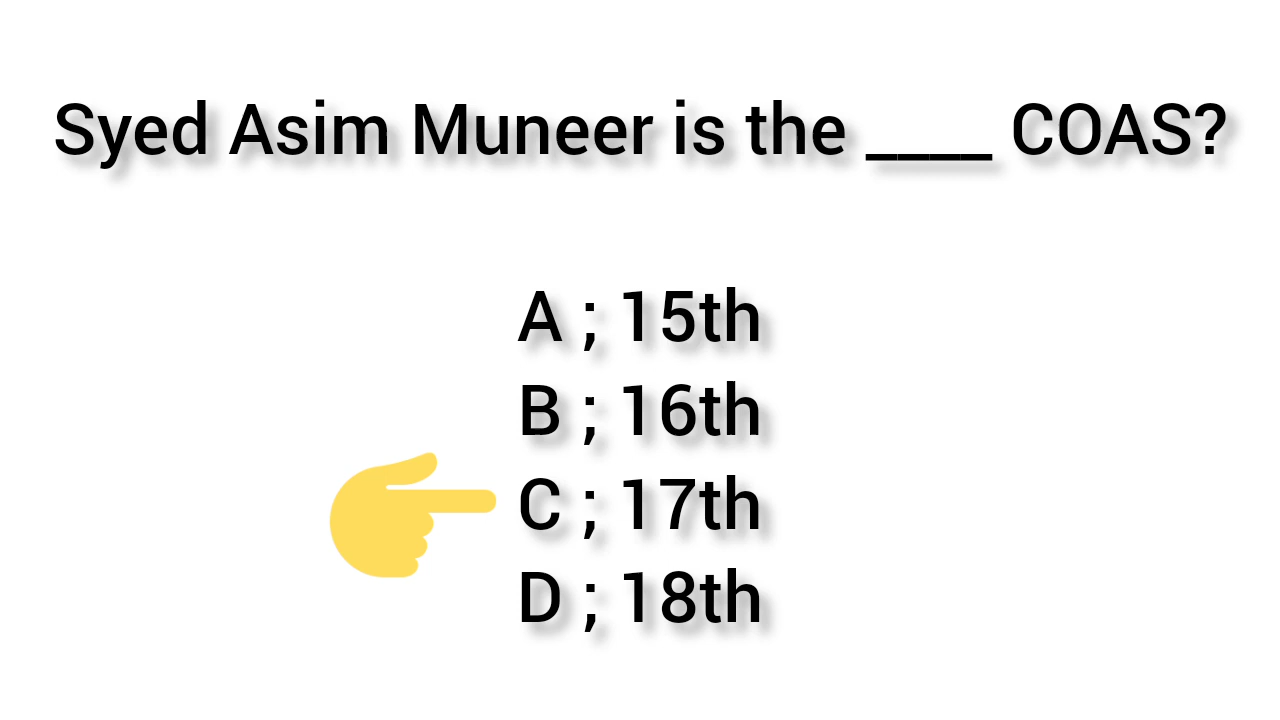 Syed Asim Muneer is the ____ COAS?
A ; 15th
B ; 16th
C ; 17th
D ; 18th